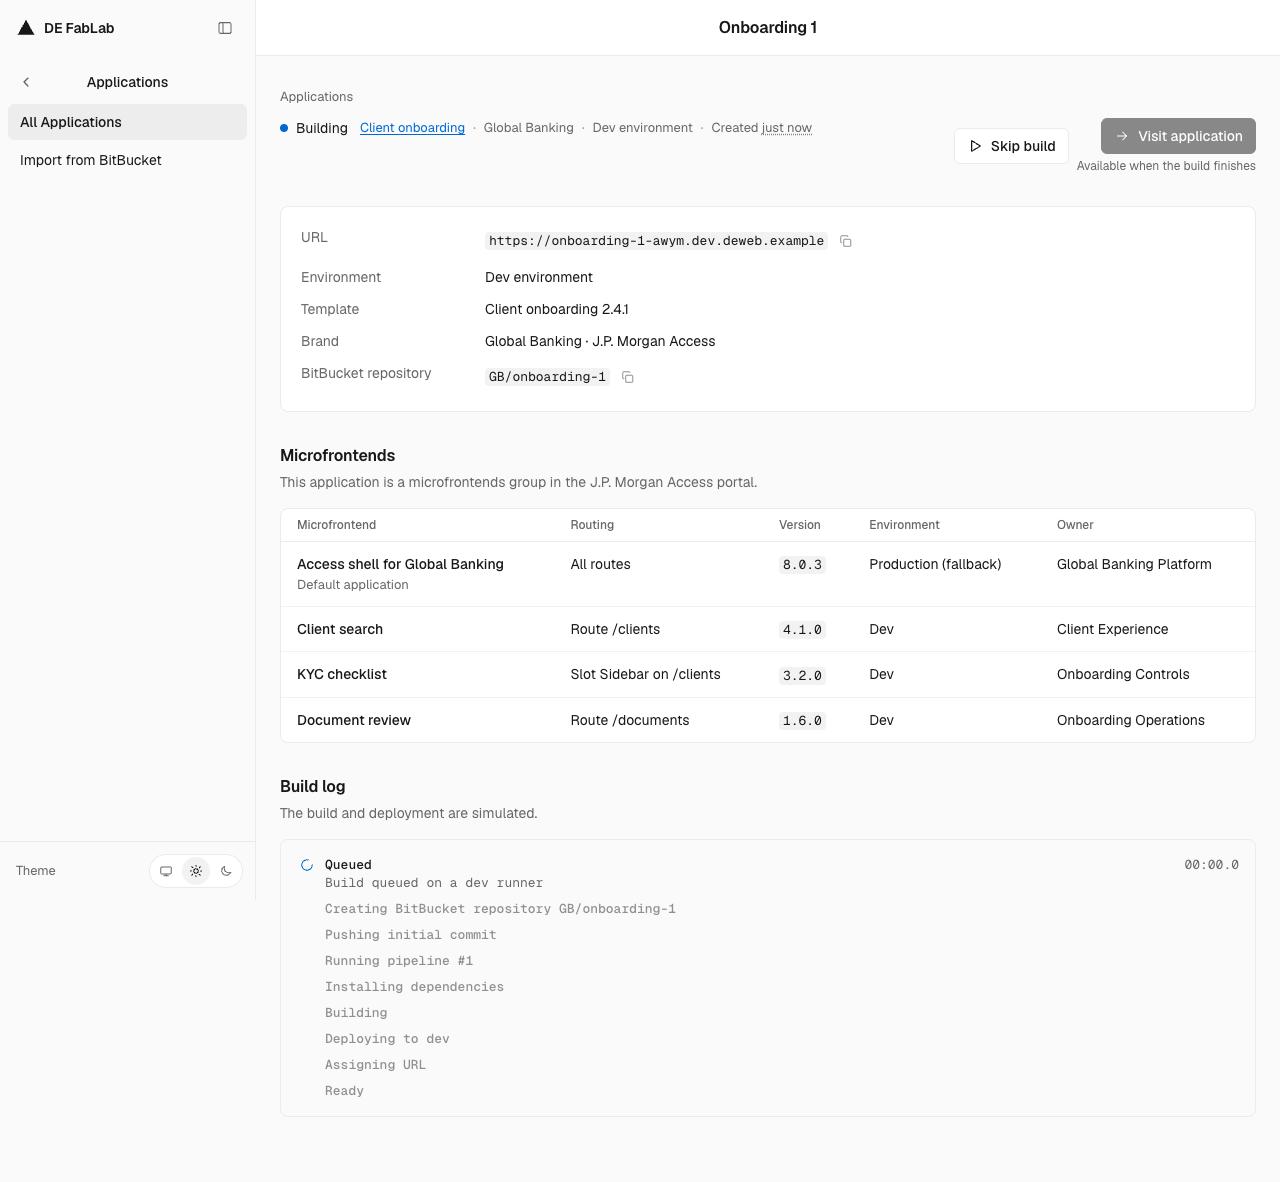 DE FabLab
Onboarding 1
Applications
All Applications
Import from BitBucket
Theme
Applications
Building Client onboarding · Global Banking · Dev environment · Created just now
Skip build
Visit application
Available when the build finishes
URL https://onboarding-1-awym.dev.deweb.example
Environment Dev environment
Template Client onboarding 2.4.1
Brand Global Banking · J.P. Morgan Access
BitBucket repository GB/onboarding-1
Microfrontends
This application is a microfrontends group in the J.P. Morgan Access portal.
Microfrontend Routing Version Environment Owner
Access shell for Global Banking All routes 8.0.3 Production (fallback) Global Banking Platform
Default application
Client search Route /clients 4.1.0 Dev Client Experience
KYC checklist Slot Sidebar on /clients 3.2.0 Dev Onboarding Controls
Document review Route /documents 1.6.0 Dev Onboarding Operations
Build log
The build and deployment are simulated.
Queued 00:00.0
Build queued on a dev runner
Creating BitBucket repository GB/onboarding-1
Pushing initial commit
Running pipeline #1
Installing dependencies
Building
Deploying to dev
Assigning URL
Ready